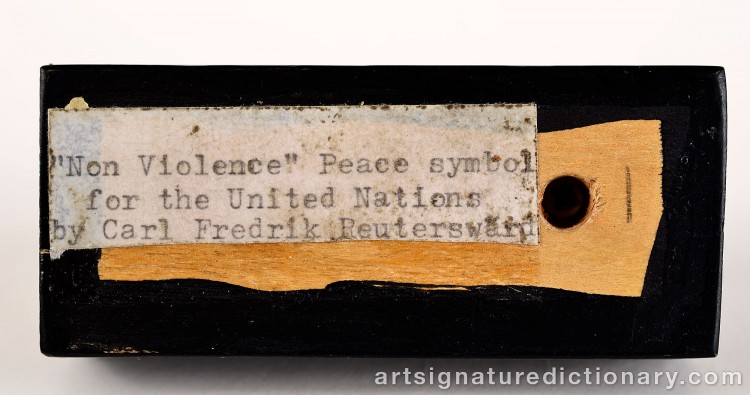 "Non Violence" Peace symbol
for the United Nations
by Carl Fredrik Reuterswärd
artsignaturedictionary.com